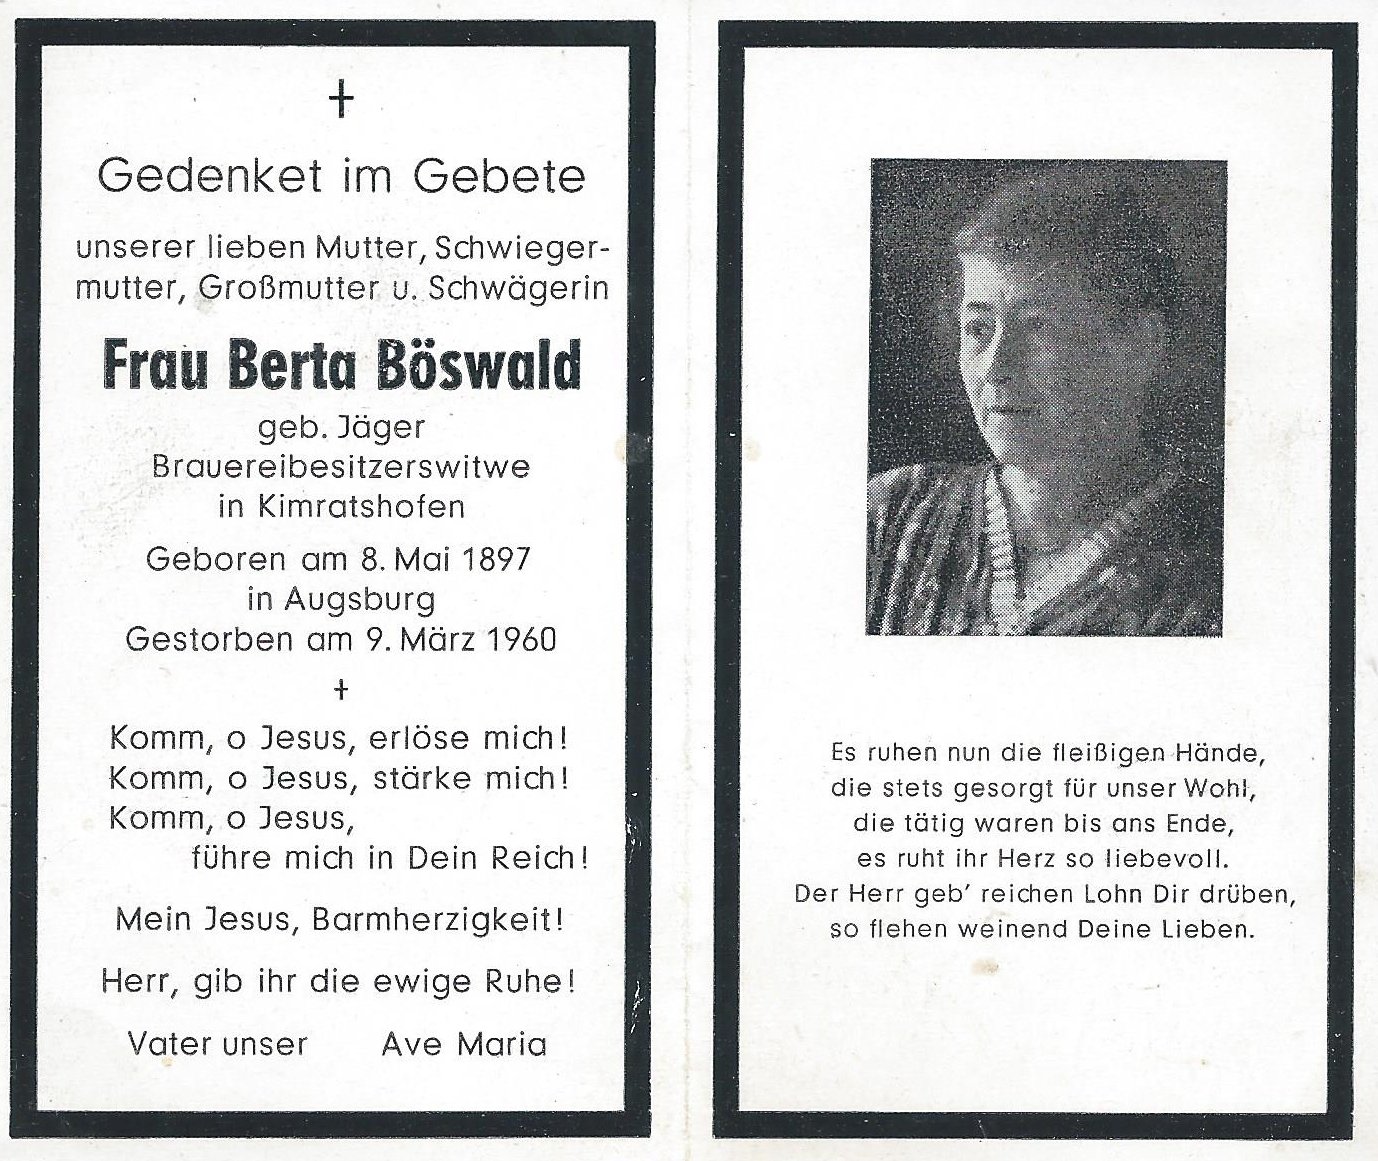 Gedenket im Gebete
unserer lieben Mutter, Schwieger-
mutter, Großmutter u. Schwägerin
Frau Berta Böswald
geb. Jäger
Brauereibesitzerswitwe
in Kimratshofen
Geboren am 8. Mai 1897
in Augsburg
Gestorben am 9. März 1960
Komm, o Jesus, erlöse mich!
Komm, o Jesus, stärke mich!
Komm, o Jesus,
führe mich in Dein Reich!
Mein Jesus, Barmherzigkeit!
Herr, gib ihr die ewige Ruhe!
Vater unser Ave Maria
Es ruhen nun die fleißigen Hände,
die stets gesorgt für unser Wohl,
die tätig waren bis ans Ende,
es ruht ihr Herz so liebevoll.
Der Herr geb' reichen Lohn Dir drüben,
so flehen weinend Deine Lieben.